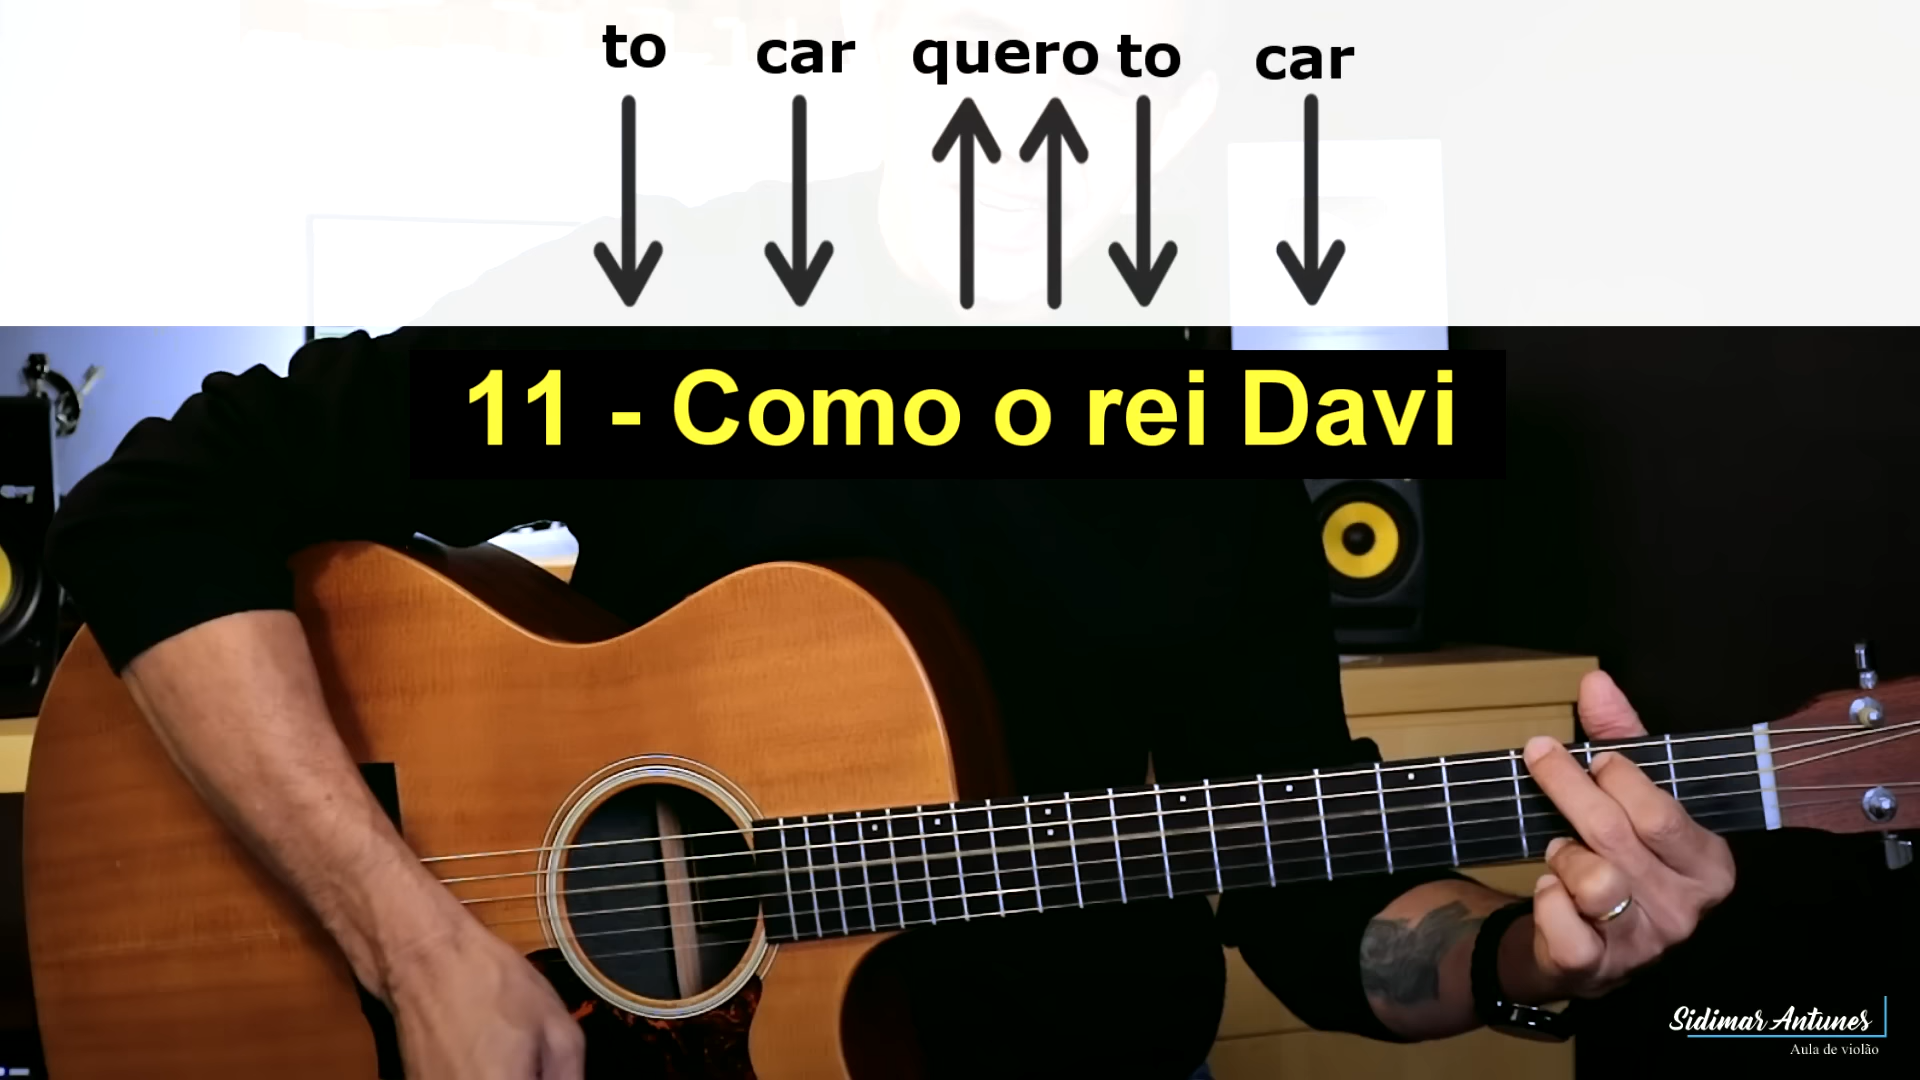 to car quero to car
11 - Como o rei Davi
Sidimar Antunes
Aula de violão